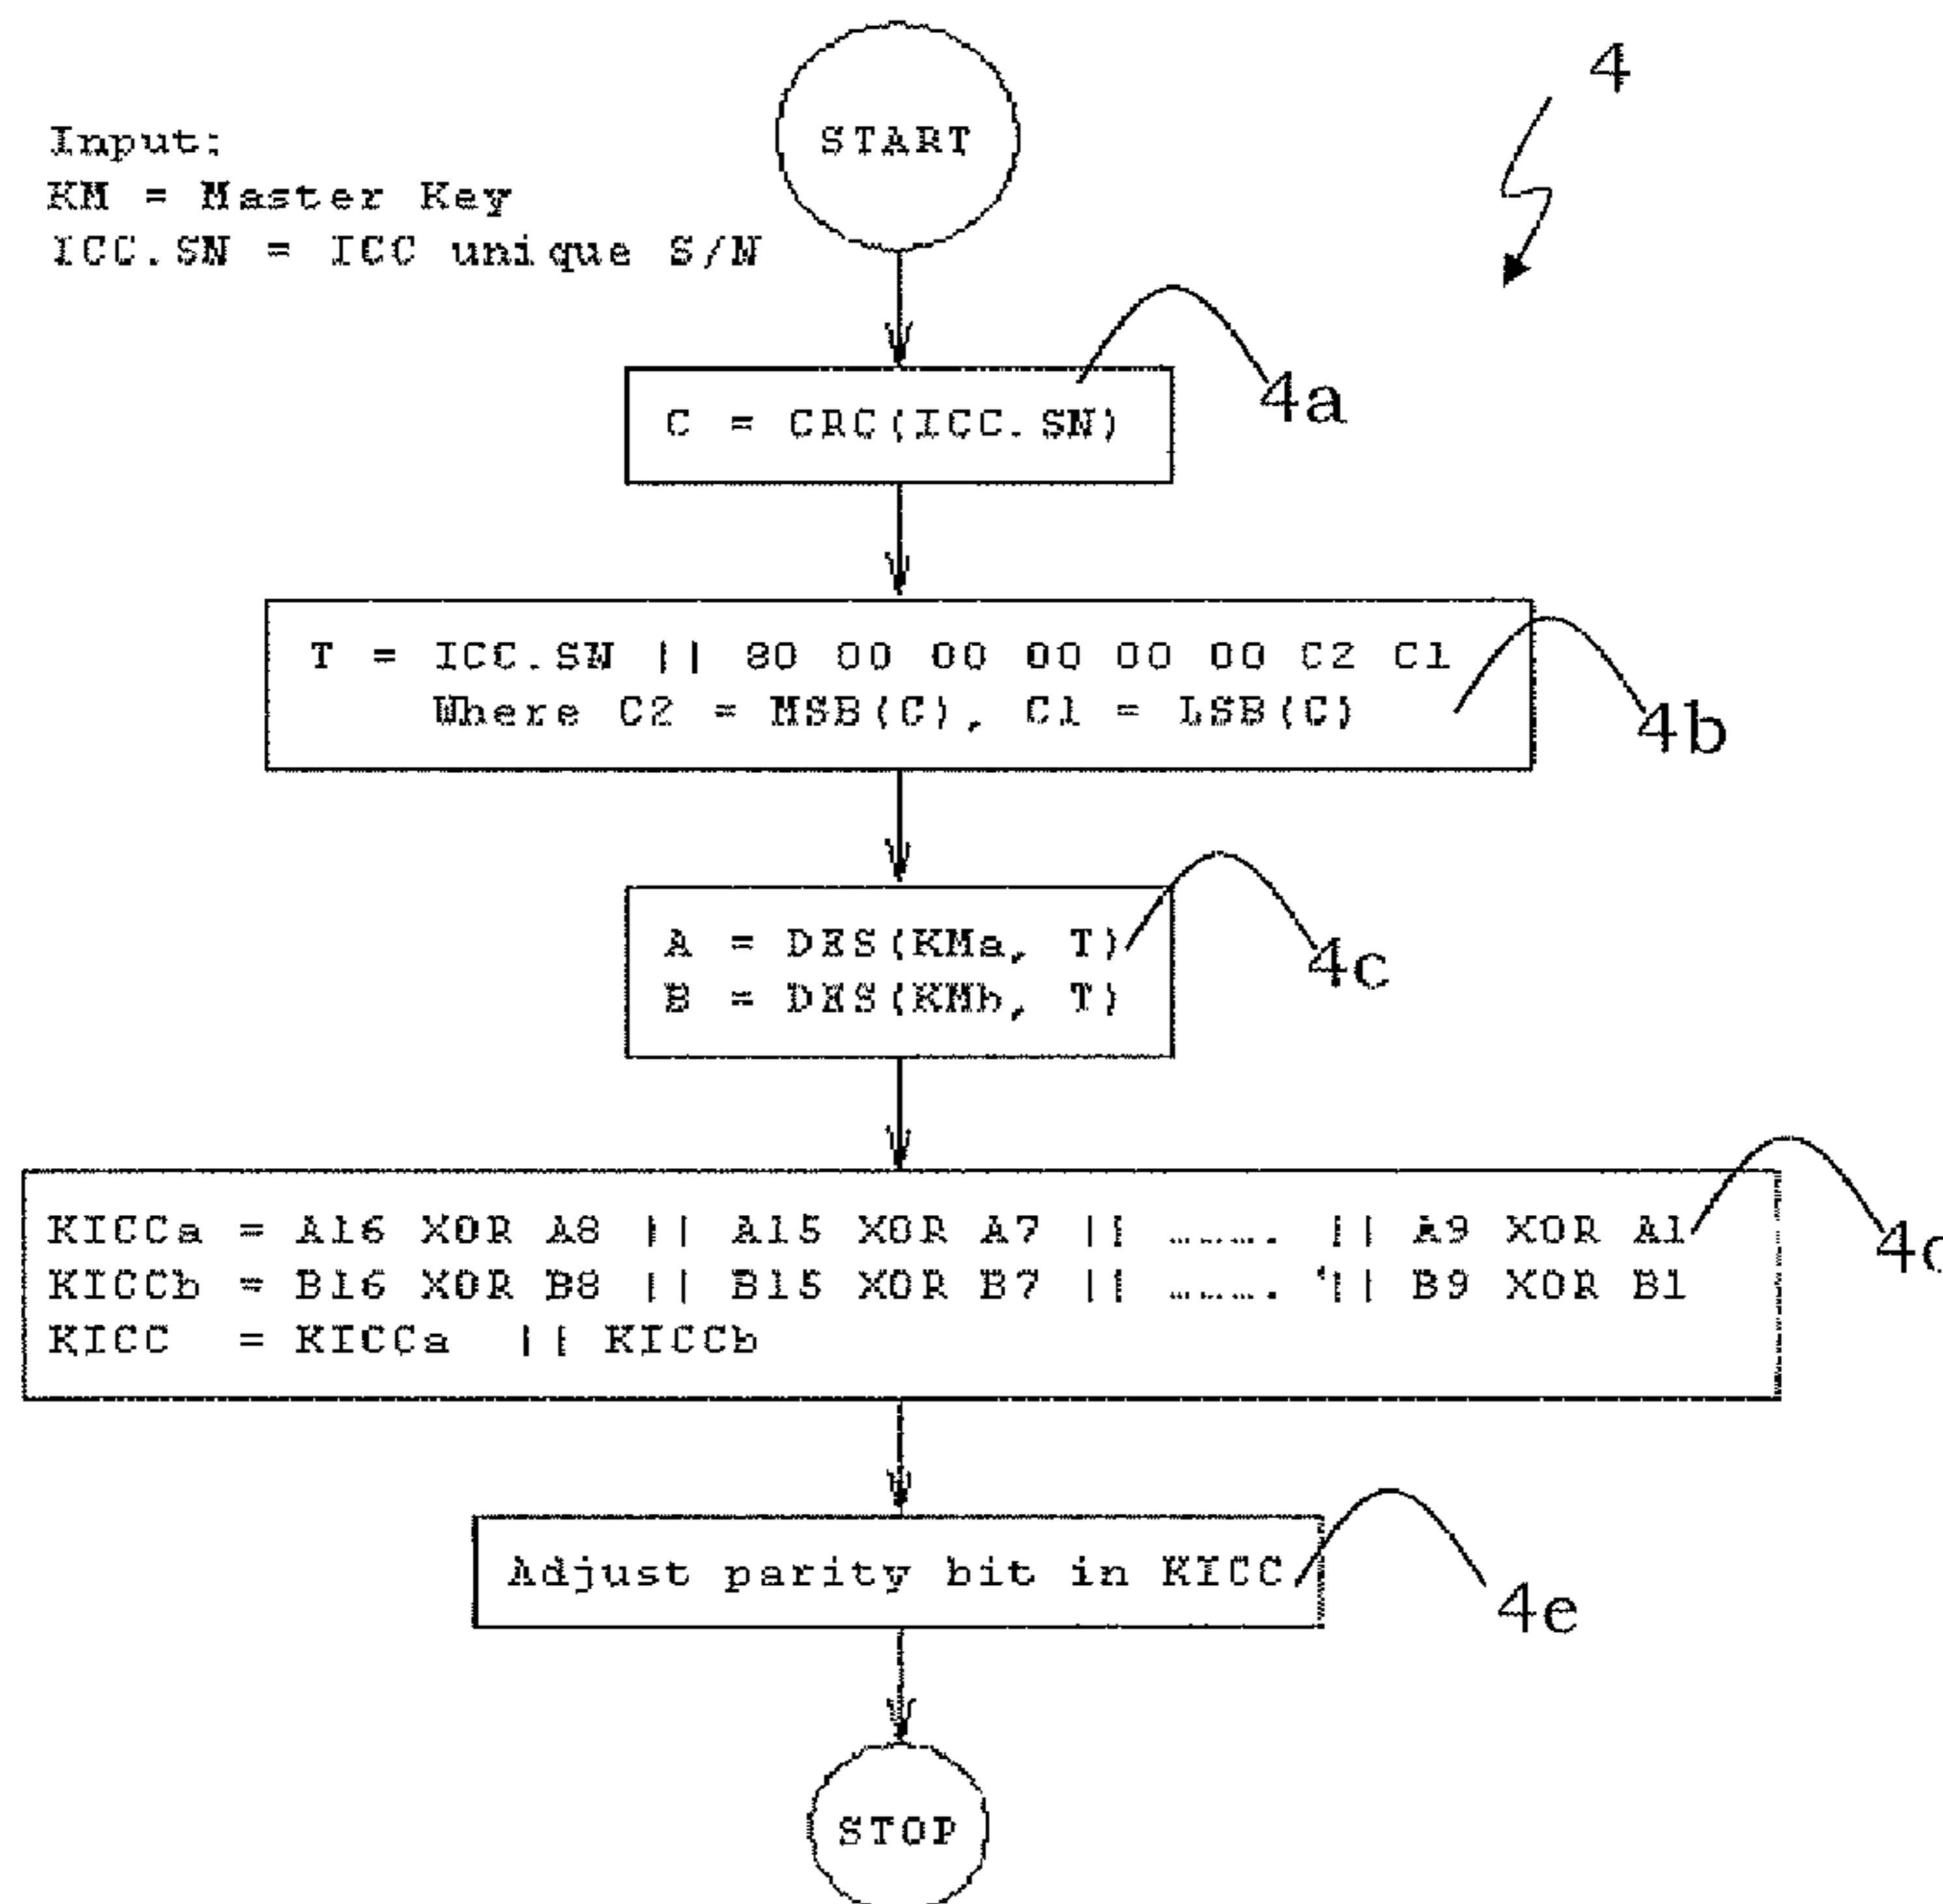 4
START
Input:
KM = Master Key
ICC.SN = ICC unique S/N
C = CRC(ICC.SN)
4a
T = ICC.SN || 80 00 00 00 00 00 C2 C1
Where C2 = MSB(C), C1 = LSB(C)
4b
A = DES(KMa, T)
B = DES(KMb, T)
4c
KICCa = A16 XOR A8 || A15 XOR A7 || ....... || A9 XOR A1
KICCb = B16 XOR B8 || B15 XOR B7 || ....... || B9 XOR B1
KICC = KICCa || KICCb
Adjust parity bit in KICC
4e
STOP